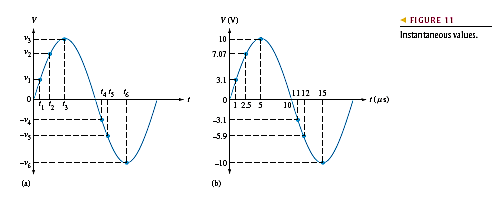 ◄ FIGURE 11
Instantaneous values.
V
v3
v2
v1
0
t1 t2 t3 t4 t5 t6 t
–v4
–v5
–v6
(a)
V (V)
10
7.07
3.1
0
1 2.5 5 10 11 12 15 t (μs)
–3.1
–5.9
–10
(b)